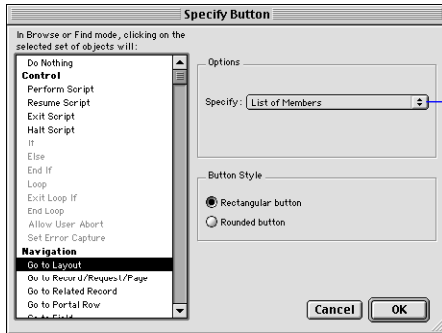 Specify Button
In Browse or Find mode, clicking on the
selected set of objects will:
Do Nothing
Control
Perform Script
Resume Script
Exit Script
Halt Script
If
Else
End If
Loop
Exit Loop If
End Loop
Allow User Abort
Set Error Capture
Navigation
Go to Layout
Go to Record/Request/Page
Go to Related Record
Go to Portal Row
Go to Field
Options
Specify: List of Members
Button Style
Rectangular button
Rounded button
Cancel
OK